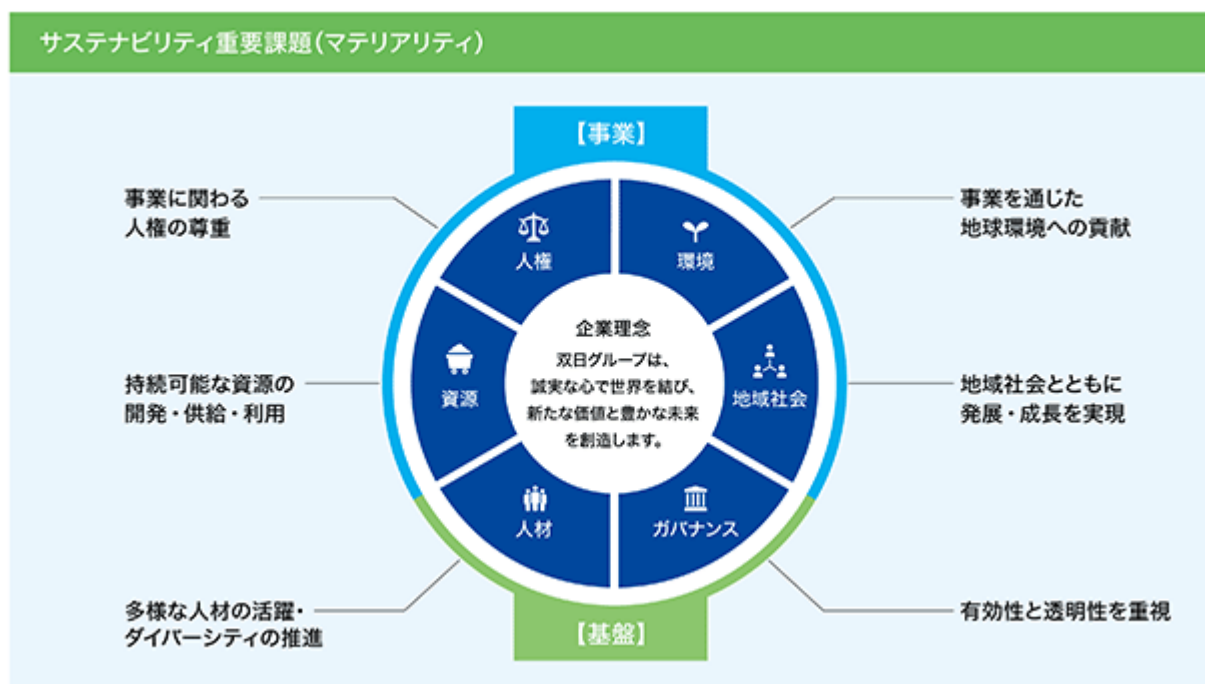 サステナビリティ重要課題(マテリアリティ)
【事業】
事業に関わる
人権の尊重
人権
環境
事業を通じた
地球環境への貢献
持続可能な資源の
開発・供給・利用
資源
企業理念
双日グループは、
誠実な心で世界を結び、
新たな価値と豊かな未来
を創造します。
地域社会
地域社会とともに
発展・成長を実現
人材
ガバナンス
多様な人材の活躍・
ダイバーシティの推進
【基盤】
有効性と透明性を重視